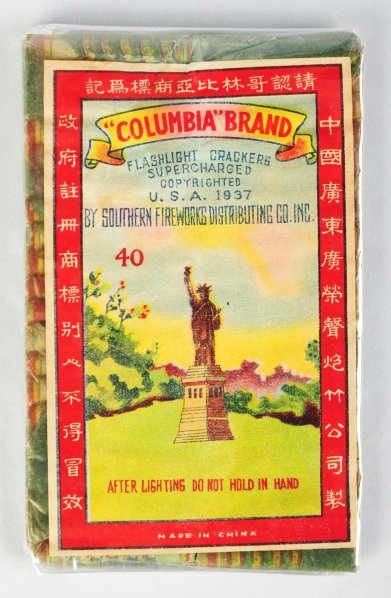 請認哥林比亞商標爲記
"COLUMBIA" BRAND
FLASHLIGHT CRACKERS
SUPERCHARGED
COPYRIGHTED
U.S.A. 1937
BY SOUTHERN FIREWORKS DISTRIBUTING CO. INC.
40
中國廣東廣榮聲炮竹公司製
政府註冊商標別人不得冒效
AFTER LIGHTING DO NOT HOLD IN HAND
MADE IN CHINA